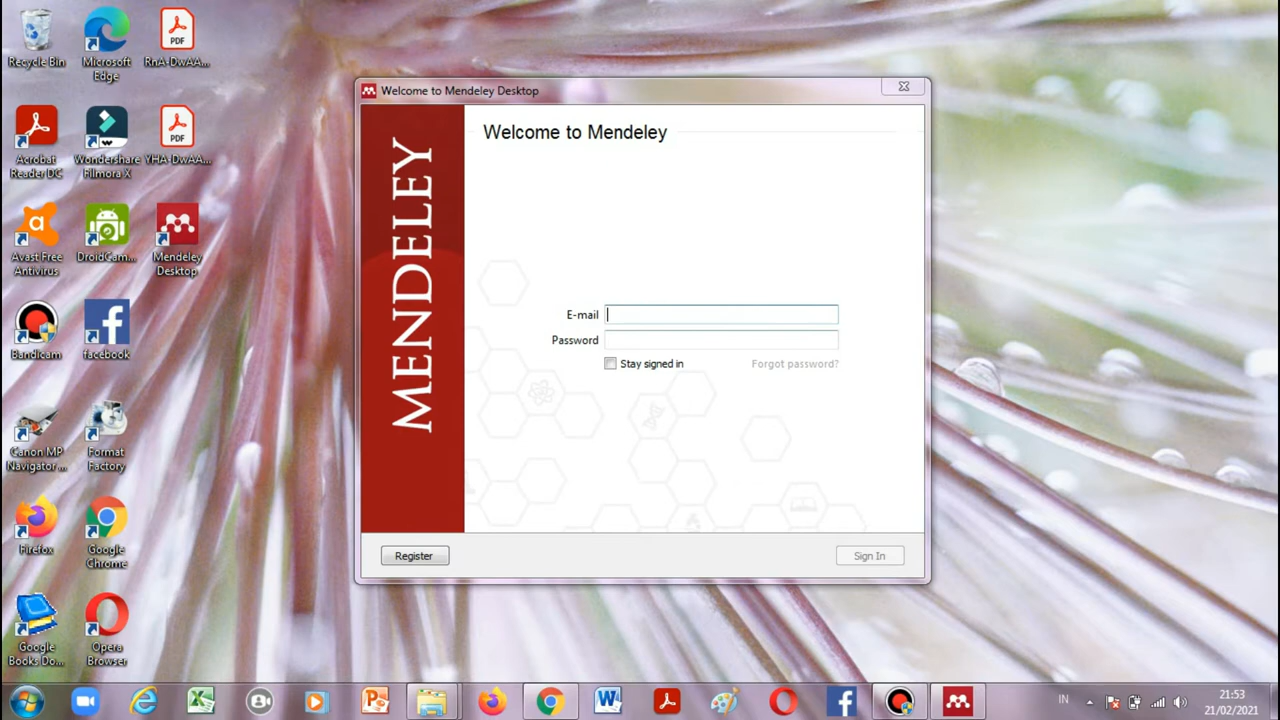 Recycle Bin
Microsoft
Edge
PDF
RnA-DwAA...
Acrobat
Reader DC
Wondershare
Filmora X
PDF
YHA-DwAA...
Avast Free
Antivirus
DroidCam...
Mendeley
Desktop
Bandicam
facebook
Canon MP
Navigator ...
Format
Factory
Firefox
Google
Chrome
Google
Books Do...
Opera
Browser
Welcome to Mendeley Desktop
MENDELEY
Welcome to Mendeley
E-mail
Password
Stay signed in
Forgot password?
Register
Sign In
IN
21:53
21/02/2021